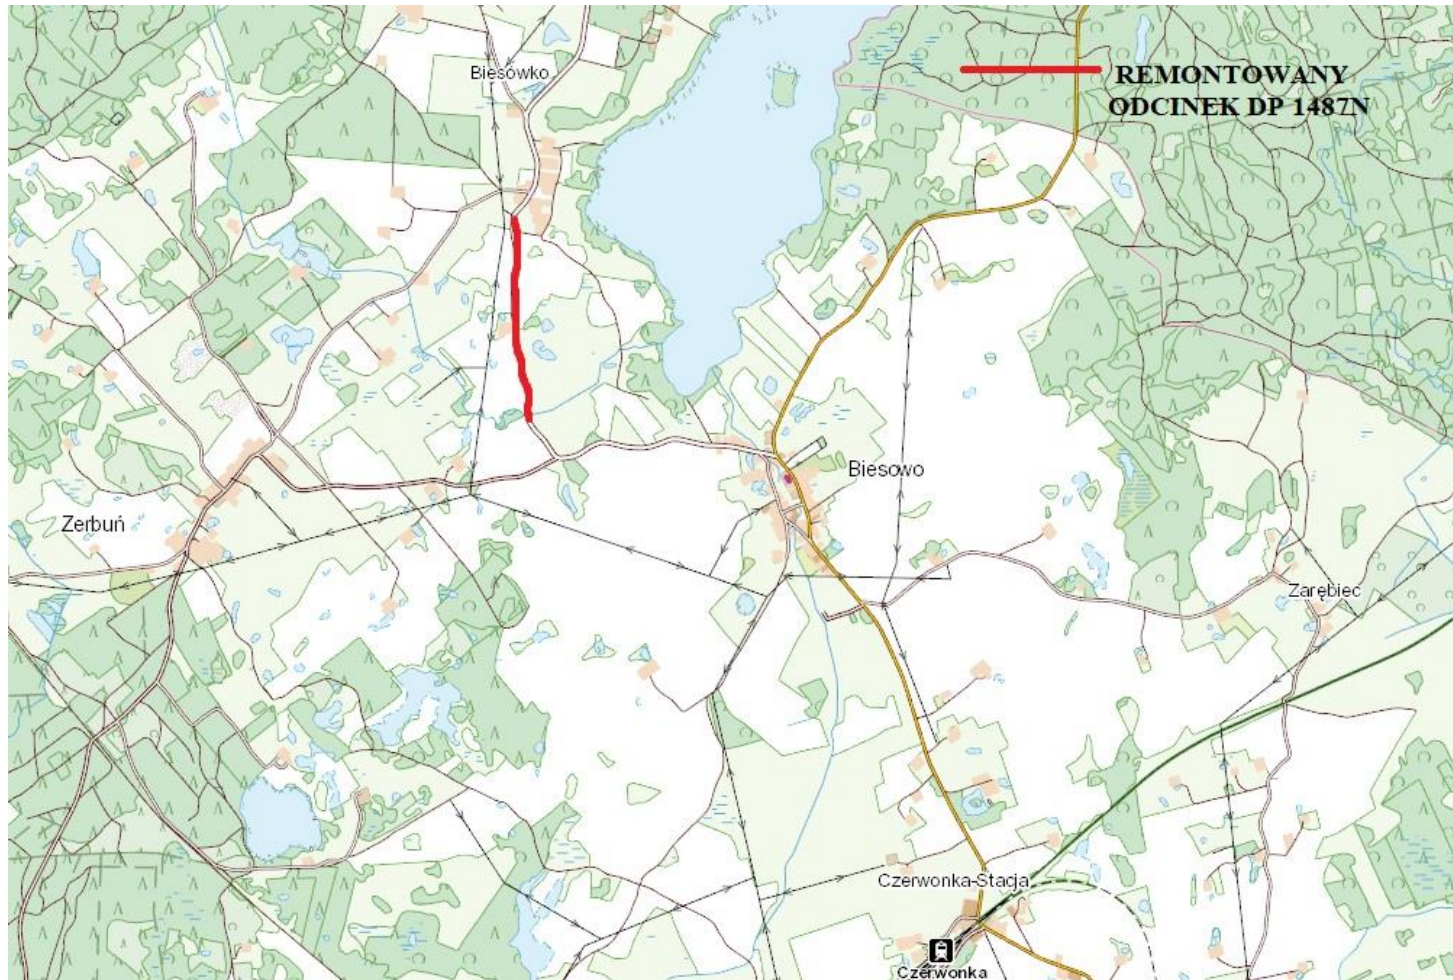 Biesówko
REMONTOWANY
ODCINEK DP 1487N
Biesowo
Zerbuń
Zarębiec
Czerwonka-Stacja
Czerwonka